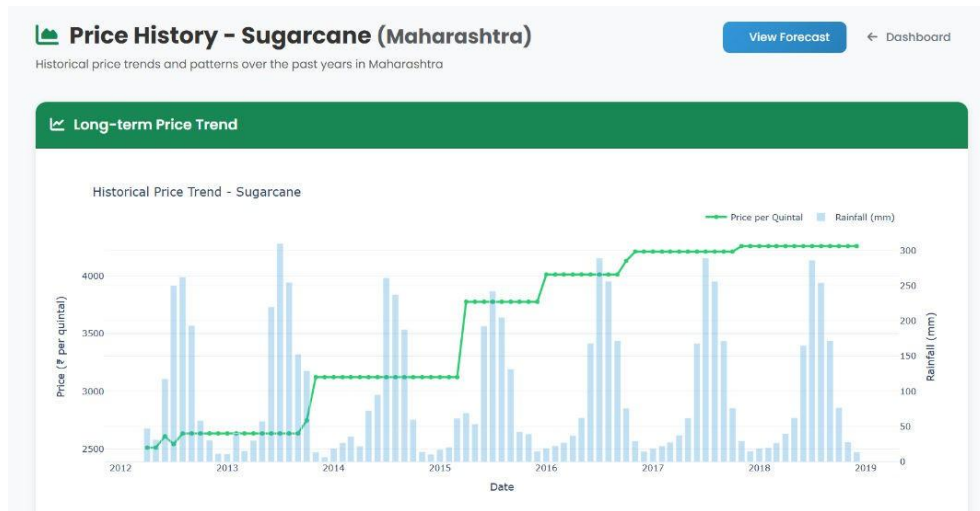 Price History - Sugarcane (Maharashtra)
View Forecast
← Dashboard
Historical price trends and patterns over the past years in Maharashtra
Long-term Price Trend
Historical Price Trend - Sugarcane
Price per Quintal
Rainfall (mm)
4000
3500
3000
2500
Price (₹ per quintal)
300
250
200
150
100
50
0
Rainfall (mm)
2012
2013
2014
2015
2016
2017
2018
2019
Date